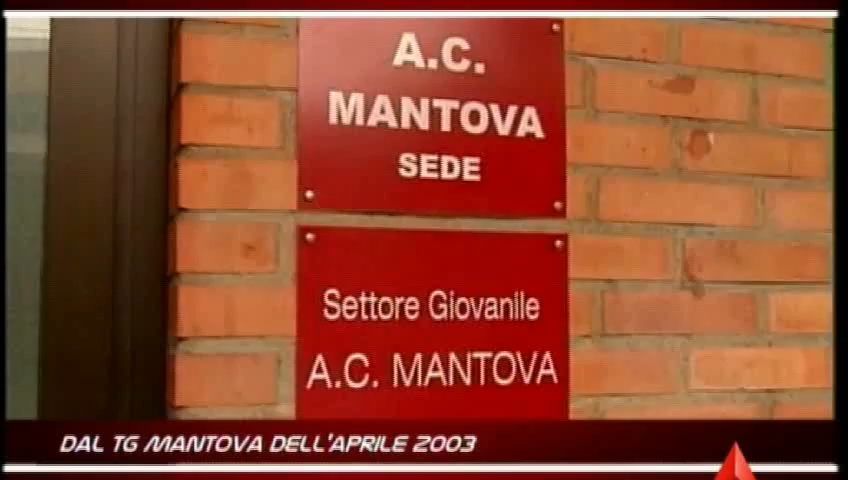 A.C.
MANTOVA
SEDE
Settore Giovanile
A.C. MANTOVA
DAL TG MANTOVA DELL'APRILE 2003